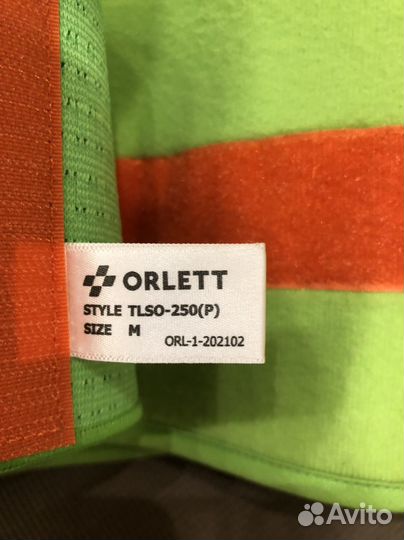 ORLETT
STYLE TLSO-250(P)
SIZE M
ORL-1-202102
Avito